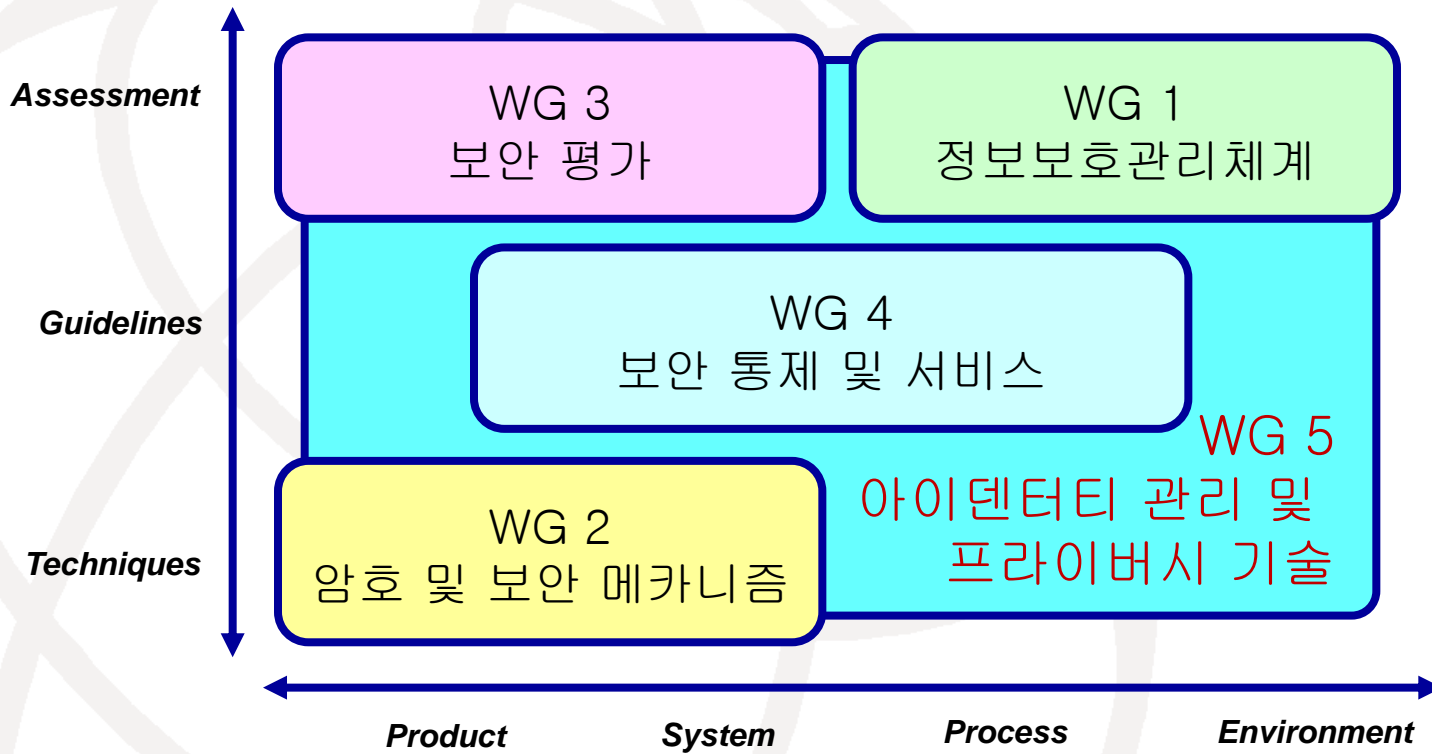 Assessment
WG 3
보안 평가
WG 1
정보보호관리체계
Guidelines
WG 4
보안 통제 및 서비스
WG 5
아이덴터티 관리 및
프라이버시 기술
Techniques
WG 2
암호 및 보안 메카니즘
Product
System
Process
Environment